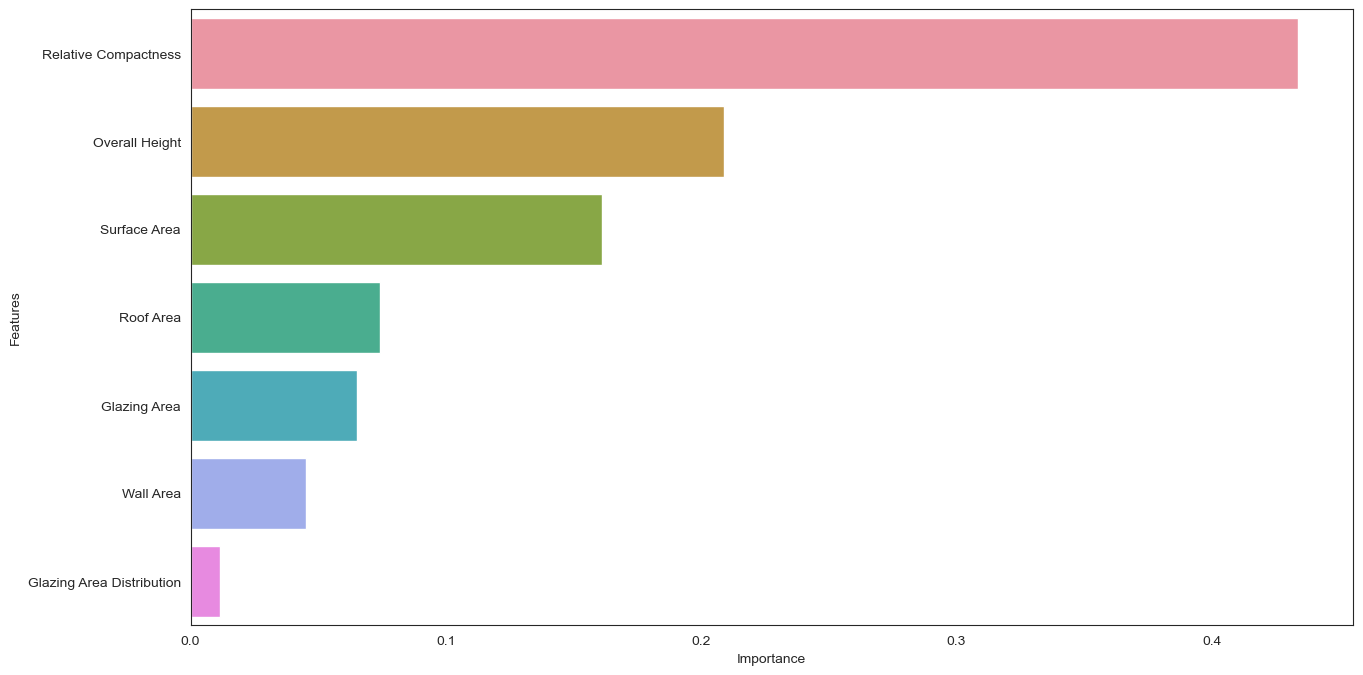 Relative Compactness
Overall Height
Surface Area
Roof Area
Glazing Area
Wall Area
Glazing Area Distribution
Features
0.0 0.1 0.2 0.3 0.4
Importance